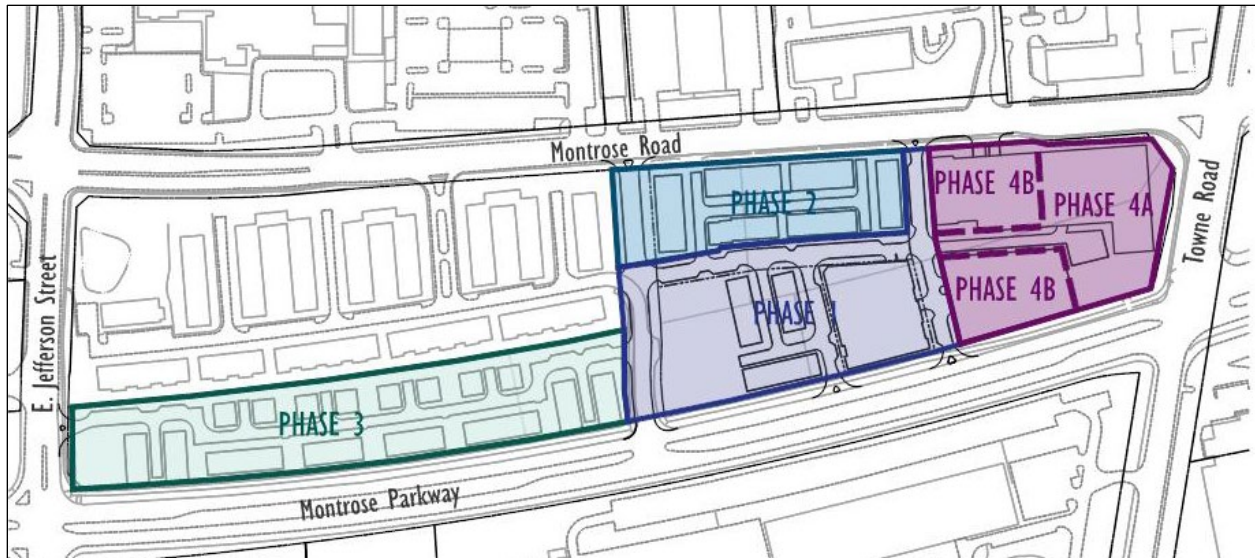 Montrose Road
PHASE 4B
PHASE 4A
PHASE 2
Towne Road
E. Jefferson Street
PHASE 1
PHASE 4B
PHASE 3
Montrose Parkway